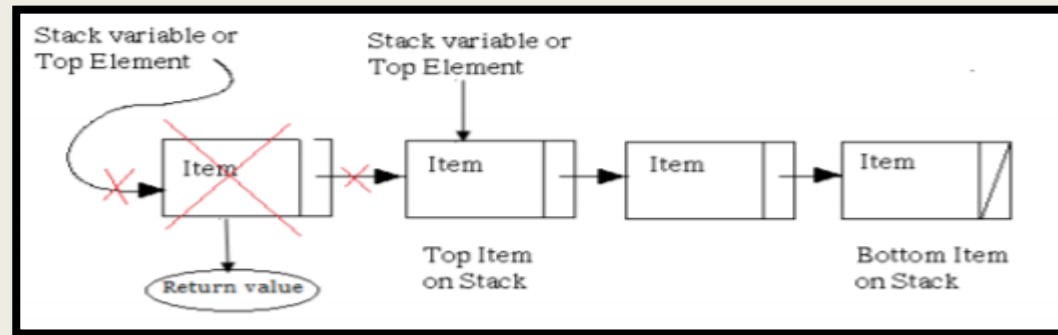 Stack variable or
Top Element
Stack variable or
Top Element
Item
Item
Item
Item
Return value
Top Item
on Stack
Bottom Item
on Stack